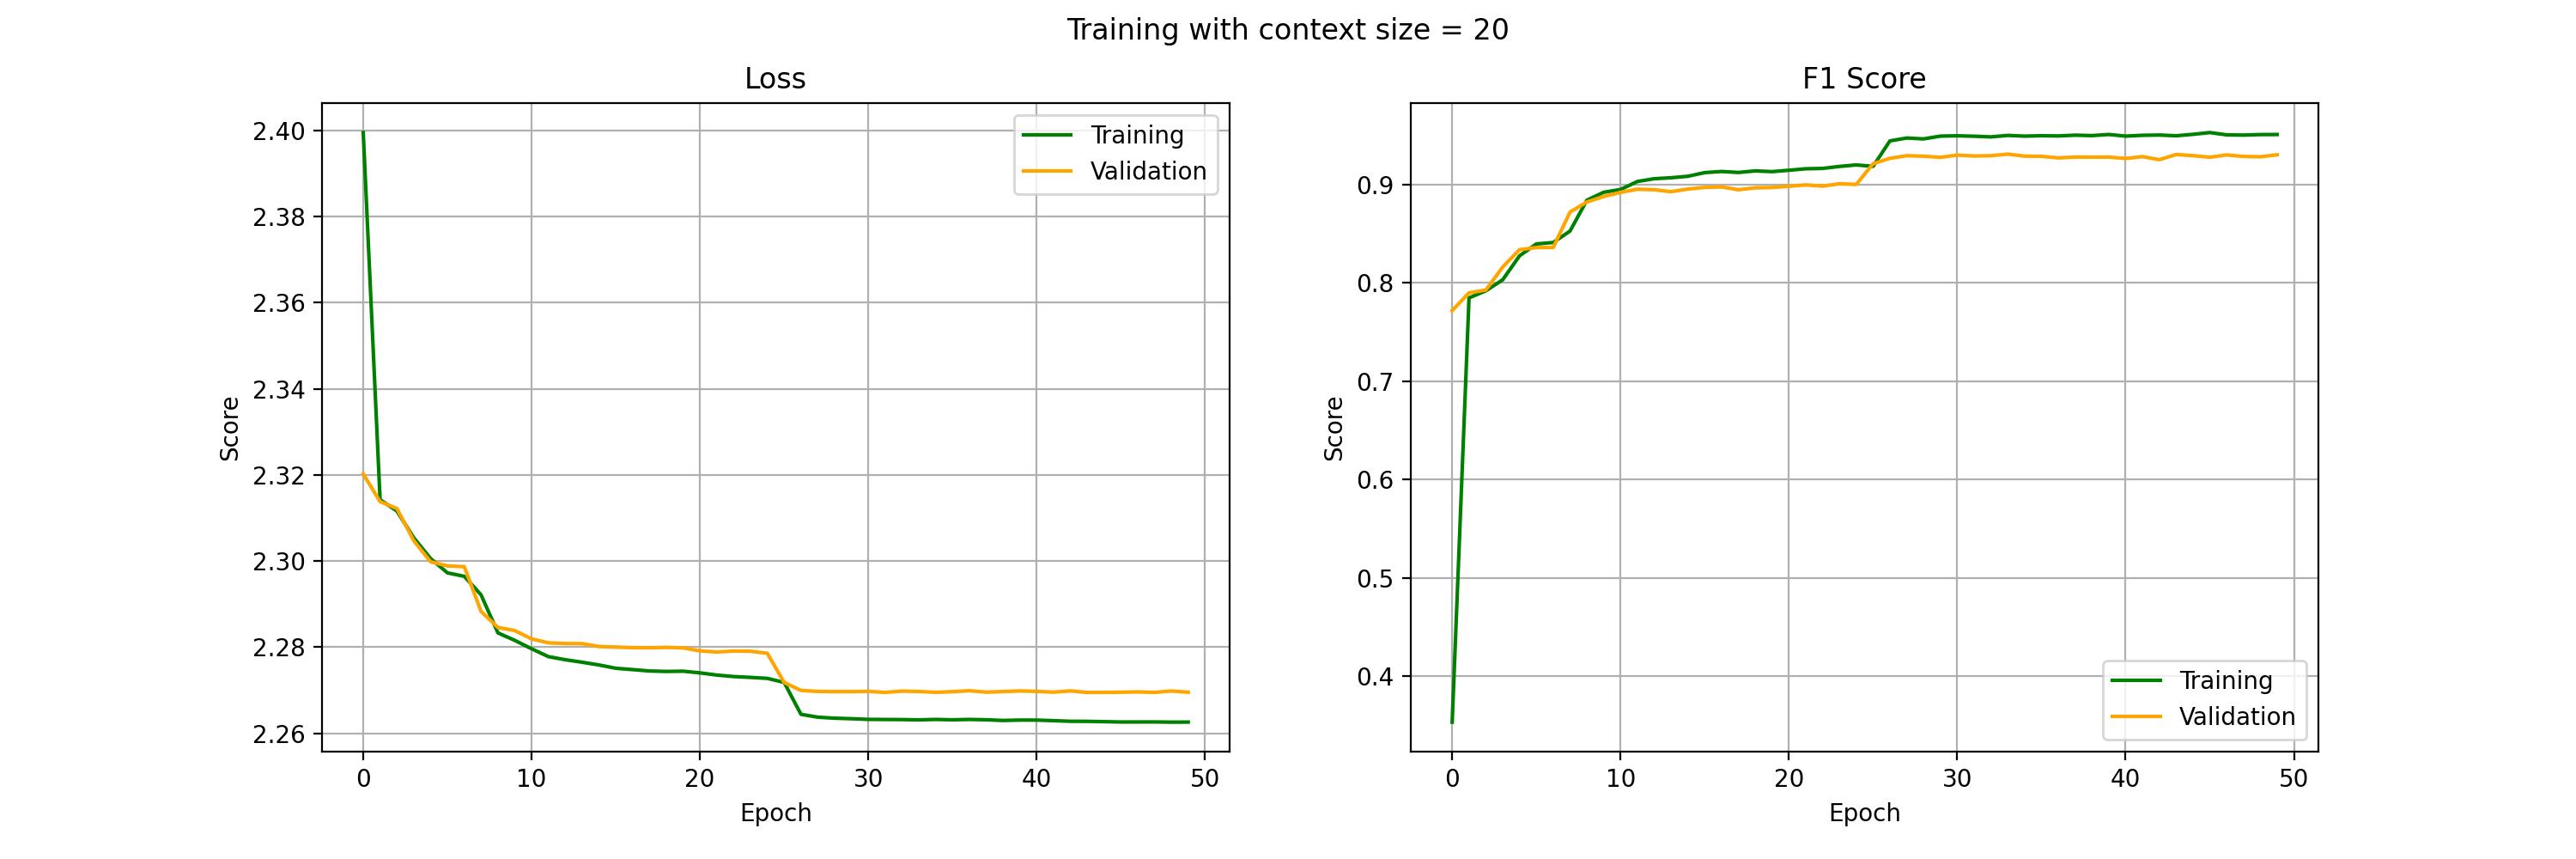 Training with context size = 20
Loss
2.40
2.38
2.36
2.34
2.32
2.30
2.28
2.26
Score
0 10 20 30 40 50
Epoch
Training
Validation
F1 Score
0.9
0.8
0.7
0.6
0.5
0.4
Score
0 10 20 30 40 50
Epoch
Training
Validation